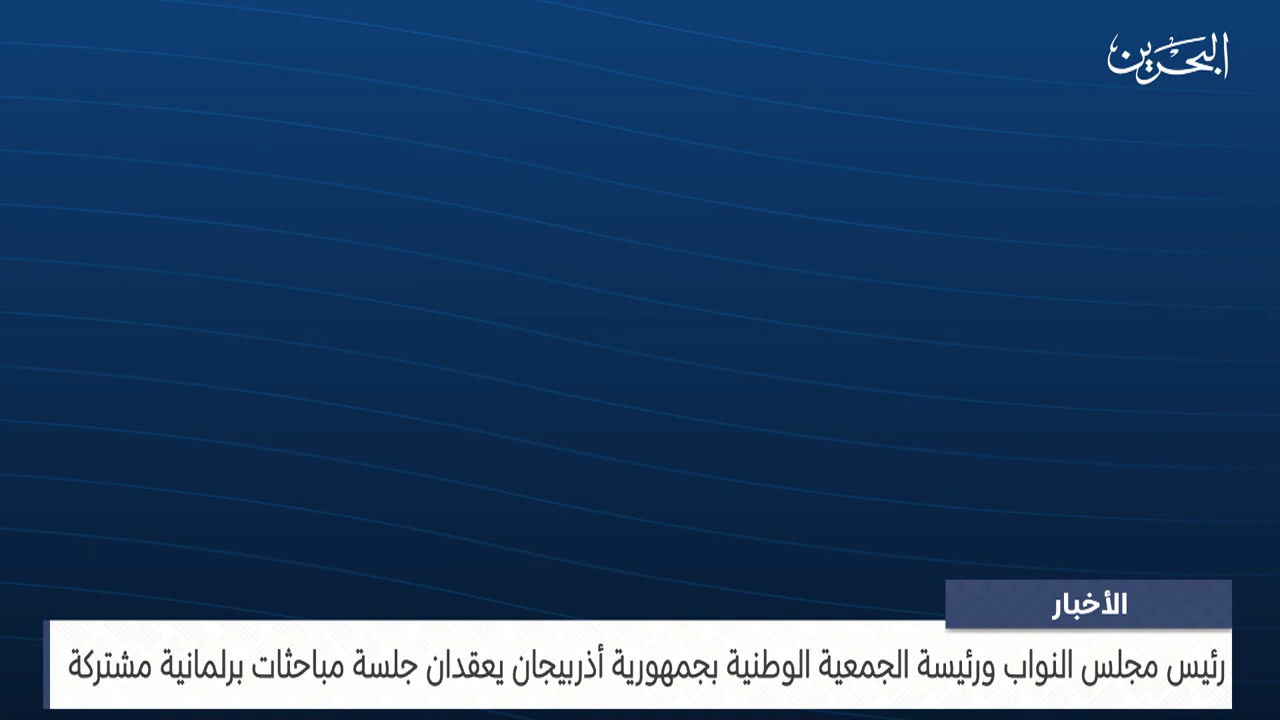 البحرين
الأخبار
رئيس مجلس النواب ورئيسة الجمعية الوطنية بجمهورية أذربيجان يعقدان جلسة مباحثات برلمانية مشتركة